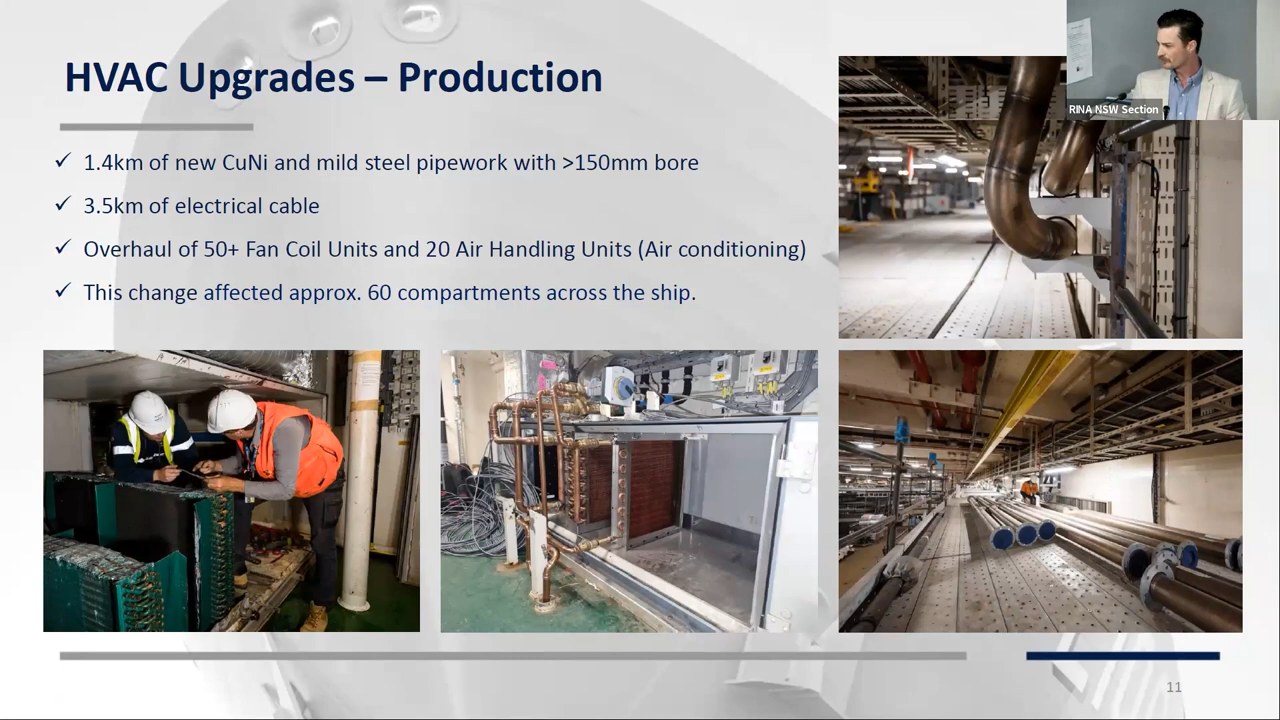 HVAC Upgrades – Production
RINA NSW Section
✓ 1.4km of new CuNi and mild steel pipework with >150mm bore
✓ 3.5km of electrical cable
✓ Overhaul of 50+ Fan Coil Units and 20 Air Handling Units (Air conditioning)
✓ This change affected approx. 60 compartments across the ship.
11